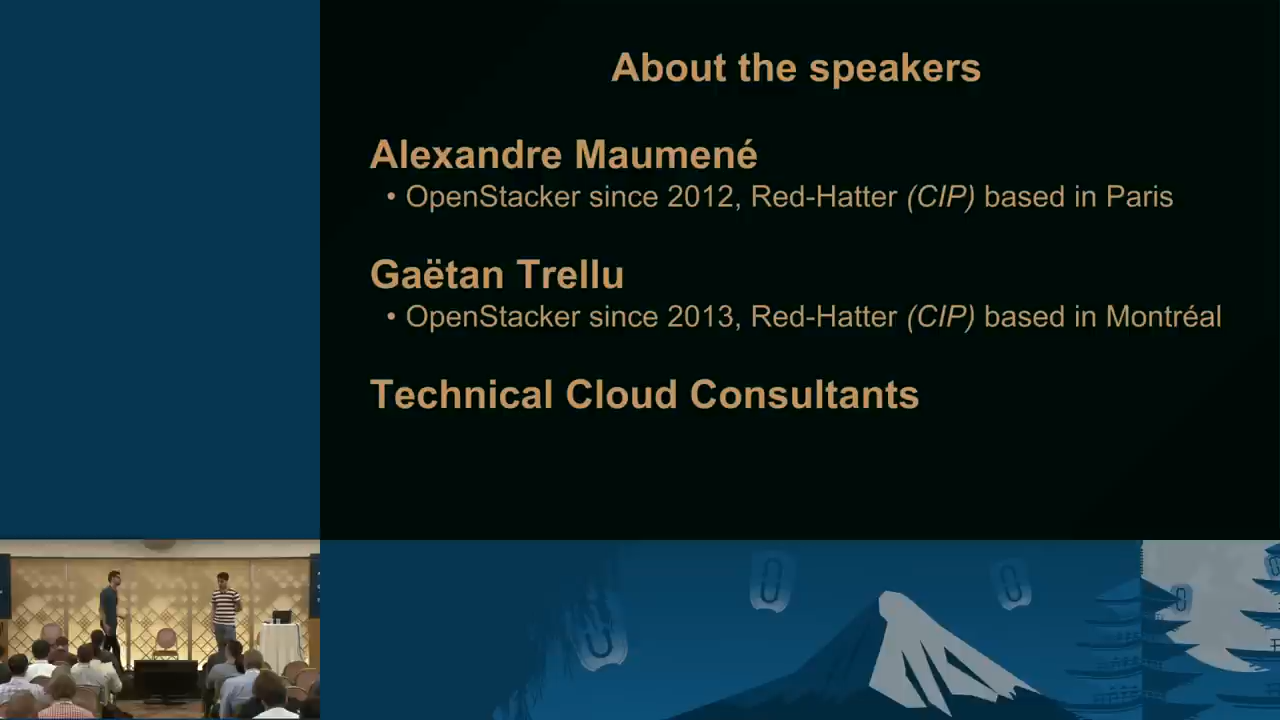 About the speakers
Alexandre Maumené
• OpenStacker since 2012, Red-Hatter (CIP) based in Paris
Gaëtan Trellu
• OpenStacker since 2013, Red-Hatter (CIP) based in Montréal
Technical Cloud Consultants